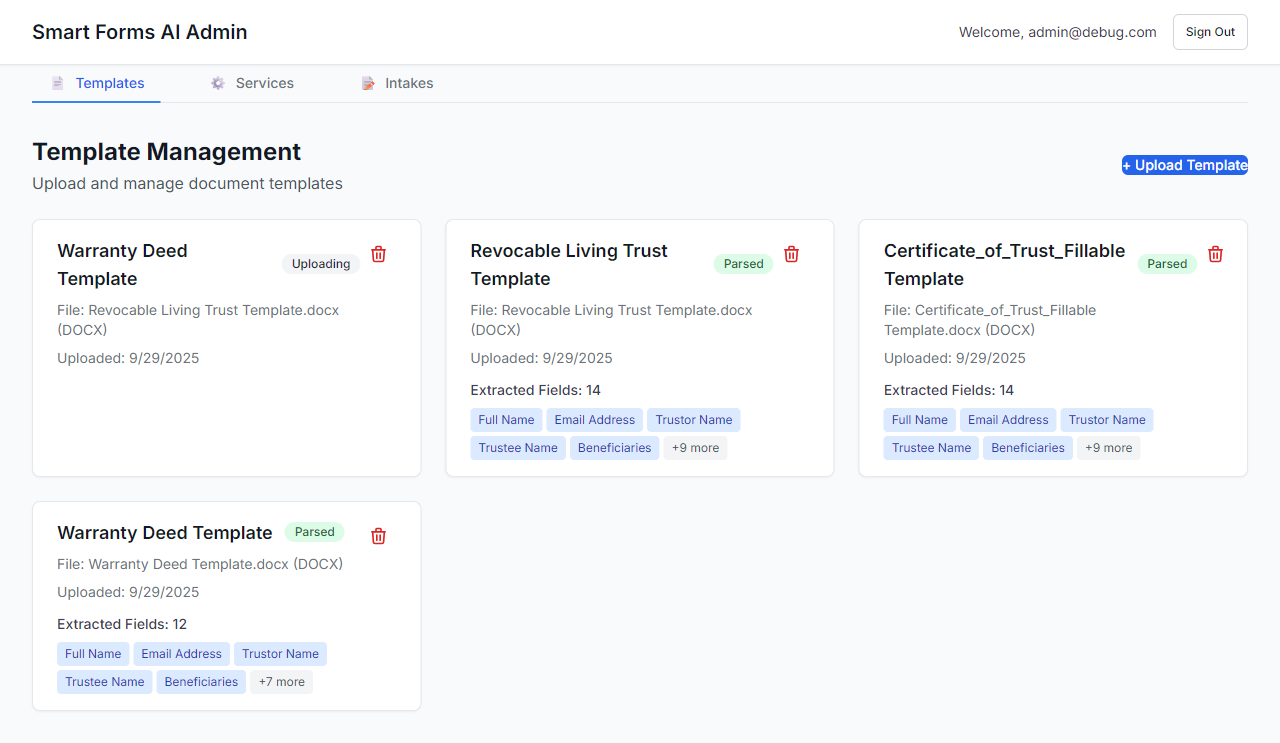 Smart Forms AI Admin
Welcome, admin@debug.com
Sign Out
Templates
Services
Intakes
Template Management
Upload and manage document templates
+ Upload Template
Warranty Deed
Template
Uploading
File: Revocable Living Trust Template.docx
(DOCX)
Uploaded: 9/29/2025
Revocable Living Trust
Template
Parsed
File: Revocable Living Trust Template.docx
(DOCX)
Uploaded: 9/29/2025
Extracted Fields: 14
Full Name Email Address Trustor Name
Trustee Name Beneficiaries +9 more
Certificate_of_Trust_Fillable
Template
Parsed
File: Certificate_of_Trust_Fillable
Template.docx (DOCX)
Uploaded: 9/29/2025
Extracted Fields: 14
Full Name Email Address Trustor Name
Trustee Name Beneficiaries +9 more
Warranty Deed Template
Parsed
File: Warranty Deed Template.docx (DOCX)
Uploaded: 9/29/2025
Extracted Fields: 12
Full Name Email Address Trustor Name
Trustee Name Beneficiaries +7 more